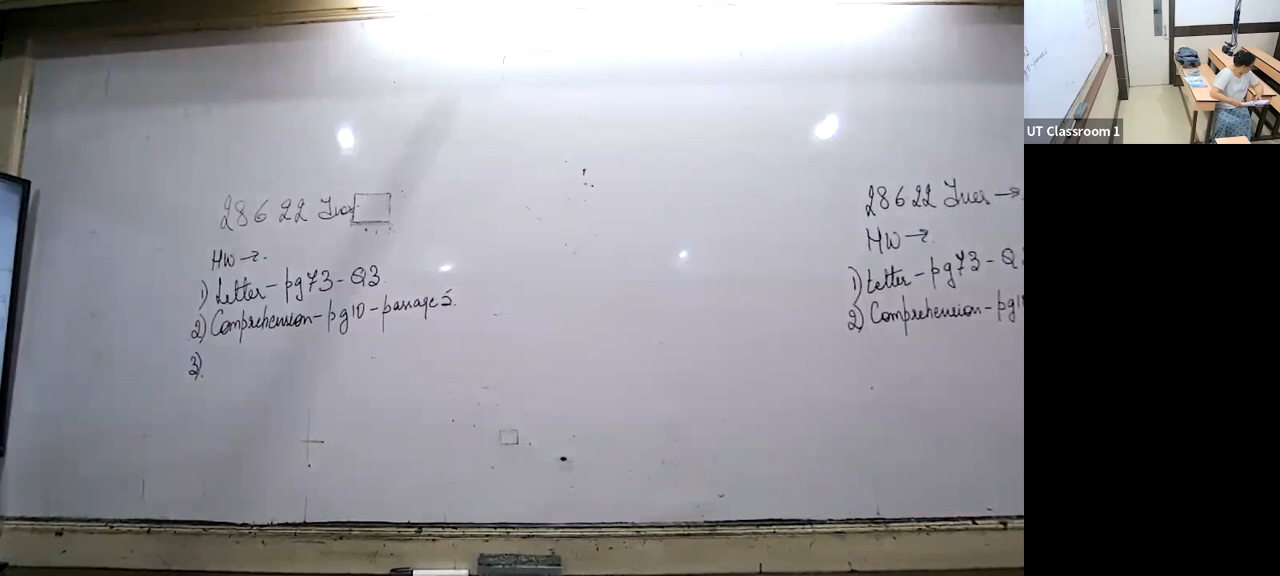 28 6 22 Tues
HW →.
1) Letter - pg 73 - Q3
2) Comprehension - pg 10 - passage 5.
3)
28 6 22 Tues →
HW →
1) Letter - pg 73 - Q
2) Comprehension - pg 1
UT Classroom 1